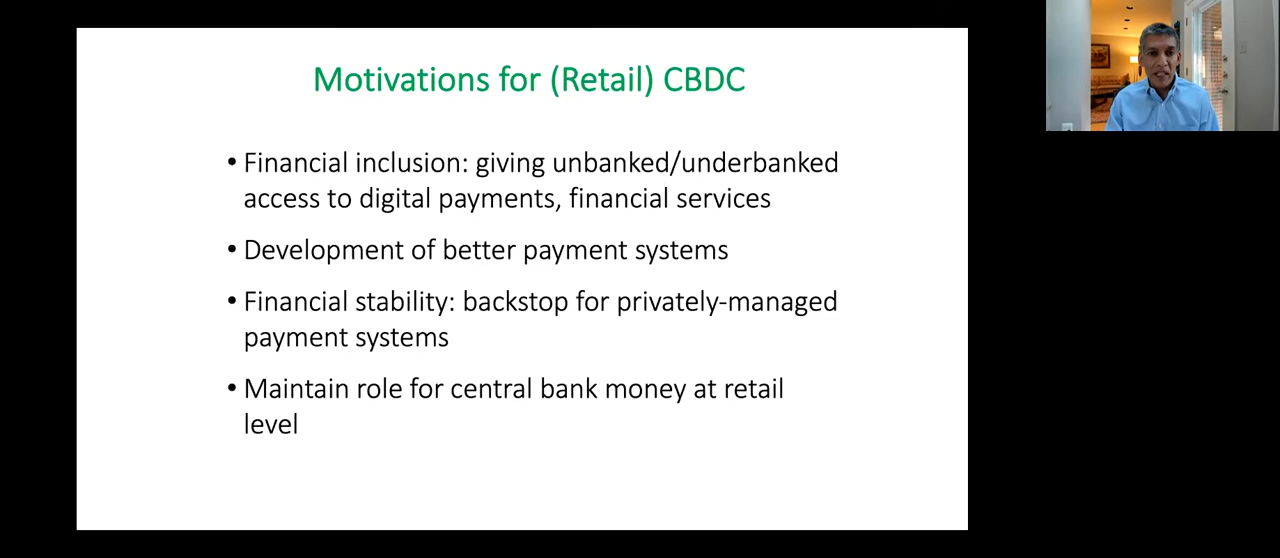 Motivations for (Retail) CBDC
• Financial inclusion: giving unbanked/underbanked
access to digital payments, financial services
• Development of better payment systems
• Financial stability: backstop for privately-managed
payment systems
• Maintain role for central bank money at retail
level